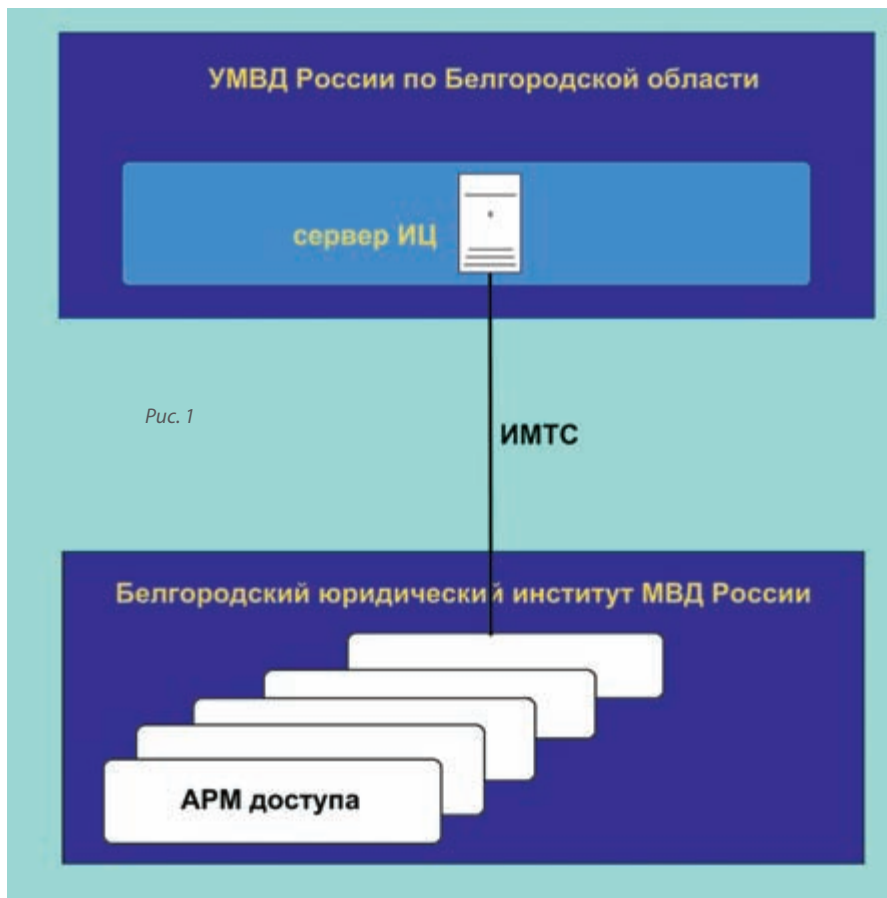 УМВД России по Белгородской области
сервер ИЦ
Рис. 1
ИМТС
Белгородский юридический институт МВД России
АРМ доступа